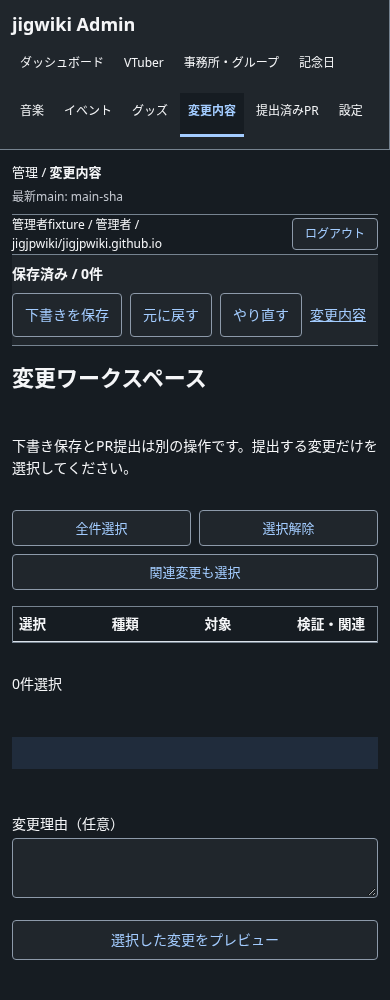 jigwiki Admin
ダッシュボード VTuber 事務所・グループ 記念日
音楽 イベント グッズ 変更内容 提出済みPR 設定
管理 / 変更内容
最新main: main-sha
管理者fixture / 管理者 /
jigjpwiki/jigjpwiki.github.io
ログアウト
保存済み / 0件
下書きを保存 元に戻す やり直す 変更内容
変更ワークスペース
下書き保存とPR提出は別の操作です。提出する変更だけを
選択してください。
全件選択 選択解除
関連変更も選択
選択 種類 対象 検証・関連
0件選択
変更理由（任意）
選択した変更をプレビュー